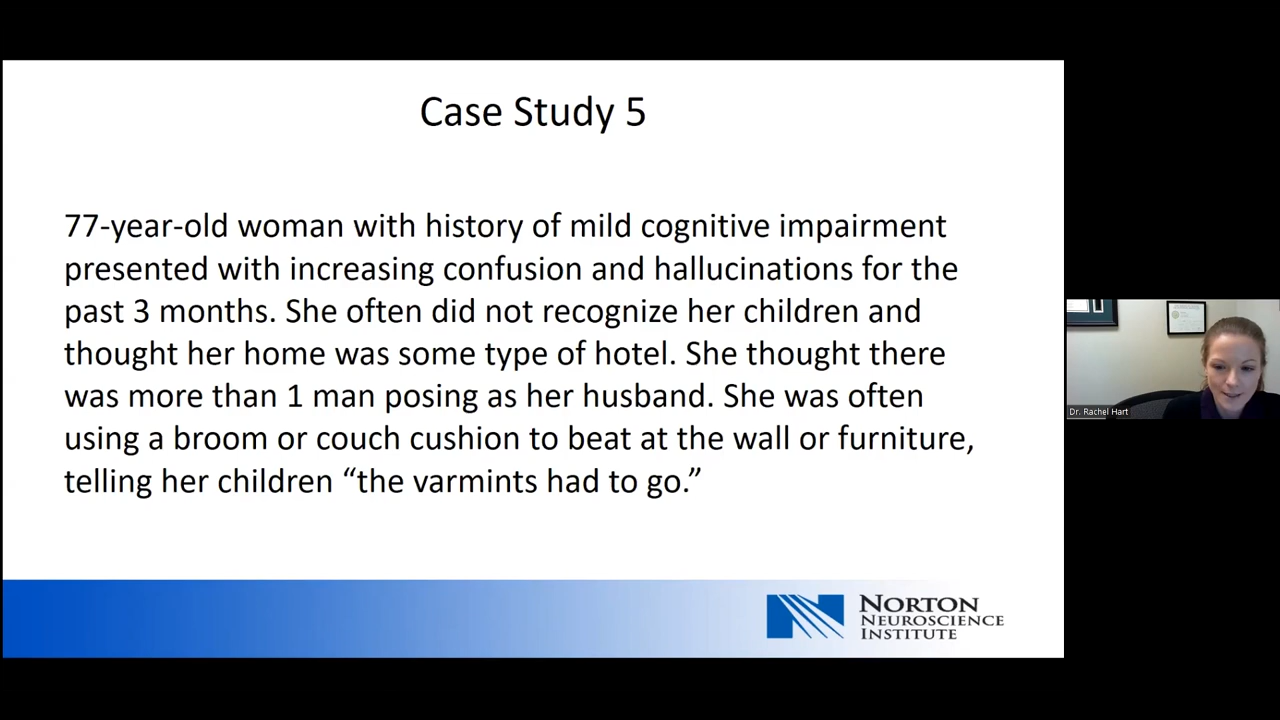 Case Study 5
77-year-old woman with history of mild cognitive impairment
presented with increasing confusion and hallucinations for the
past 3 months. She often did not recognize her children and
thought her home was some type of hotel. She thought there
was more than 1 man posing as her husband. She was often
using a broom or couch cushion to beat at the wall or furniture,
telling her children “the varmints had to go.”
NORTON
NEUROSCIENCE
INSTITUTE
Dr. Rachel Hart